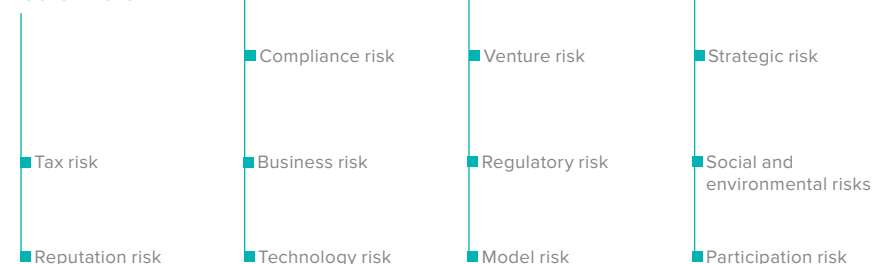 Compliance risk
Venture risk
Strategic risk
Tax risk
Business risk
Regulatory risk
Social and
environmental risks
Reputation risk
Technology risk
Model risk
Participation risk